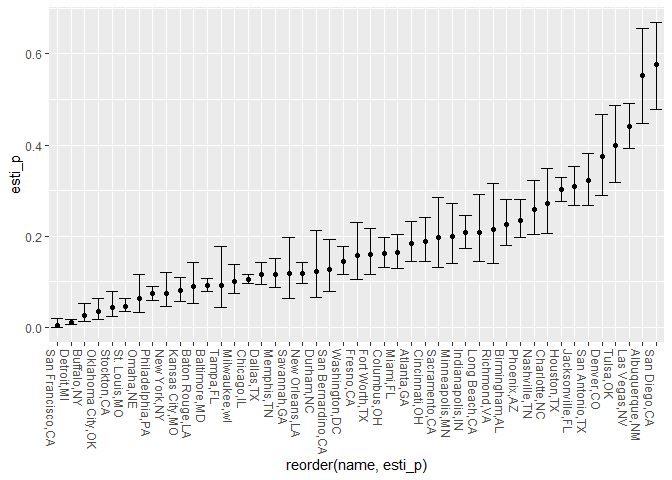 0.6
0.4
0.2
0.0
esti_p
San Francisco,CA
Detroit,MI
Buffalo,NY
Oklahoma City,OK
Stockton,CA
St. Louis,MO
Omaha,NE
Philadelphia,PA
New York,NY
Kansas City,MO
Baton Rouge,LA
Baltimore,MD
Tampa,FL
Milwaukee,wI
Chicago,IL
Dallas,TX
Memphis,TN
Savannah,GA
New Orleans,LA
Durham,NC
San Bernardino,CA
Washington,DC
Fresno,CA
Fort Worth,TX
Columbus,OH
Miami,FL
Atlanta,GA
Cincinnati,OH
Sacramento,CA
Minneapolis,MN
Indianapolis,IN
Long Beach,CA
Richmond,VA
Birmingham,AL
Phoenix,AZ
Nashville,TN
Charlotte,NC
Houston,TX
Jacksonville,FL
San Antonio,TX
Denver,CO
Tulsa,OK
Las Vegas,NV
Albuquerque,NM
San Diego,CA
reorder(name, esti_p)